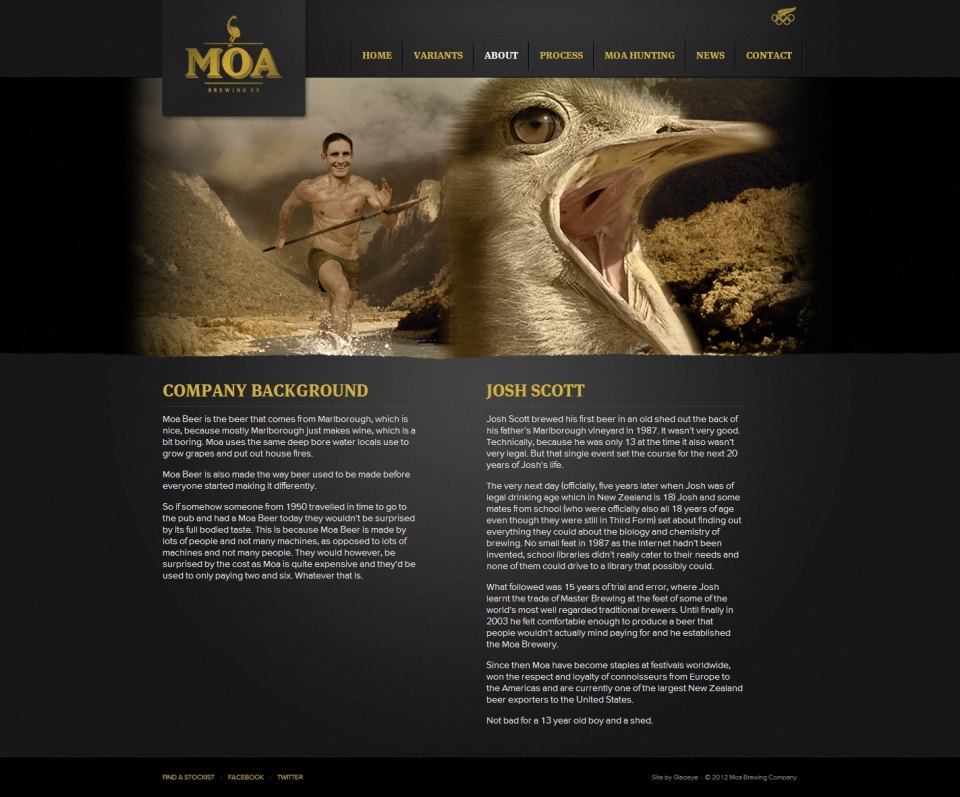 MOA
BREWING CO
HOME
VARIANTS
ABOUT
PROCESS
MOA HUNTING
NEWS
CONTACT
COMPANY BACKGROUND
Moa Beer is the beer that comes from Marlborough, which is
nice, because mostly Marlborough just makes wine, which is a
bit boring. Moa uses the same deep bore water locals use to
grow grapes and put out house fires.
Moa Beer is also made the way beer used to be made before
everyone started making it differently.
So if somehow someone from 1950 travelled in time to go to
the pub and had a Moa Beer today they wouldn't be surprised
by its full bodied taste. This is because Moa Beer is made by
lots of people and not many machines, as opposed to lots of
machines and not many people. They would however, be
surprised by the cost as Moa is quite expensive and they'd be
used to only paying two and six. Whatever that is.
JOSH SCOTT
Josh Scott brewed his first beer in an old shed out the back of
his father's Marlborough vineyard in 1987. It wasn't very good.
Technically, because he was only 13 at the time it also wasn't
very legal. But that single event set the course for the next 20
years of Josh's life.
The very next day (officially, five years later when Josh was of
legal drinking age which in New Zealand is 18) Josh and some
mates from school (who were officially also all 18 years of age
even though they were still in Third Form) set about finding out
everything they could about the biology and chemistry of
brewing. No small feat in 1987 as the Internet hadn't been
invented, school libraries didn't really cater to their needs and
none of them could drive to a library that possibly could.
What followed was 15 years of trial and error, where Josh
learnt the trade of Master Brewing at the feet of some of the
world's most well regarded traditional brewers. Until finally in
2003 he felt comfortable enough to produce a beer that
people wouldn't actually mind paying for and he established
the Moa Brewery.
Since then Moa have become staples at festivals worldwide,
won the respect and loyalty of connoisseurs from Europe to
the Americas and are currently one of the largest New Zealand
beer exporters to the United States.
Not bad for a 13 year old boy and a shed.
FIND A STOCKIST · FACEBOOK · TWITTER
Site by Gladeye · © 2012 Moa Brewing Company